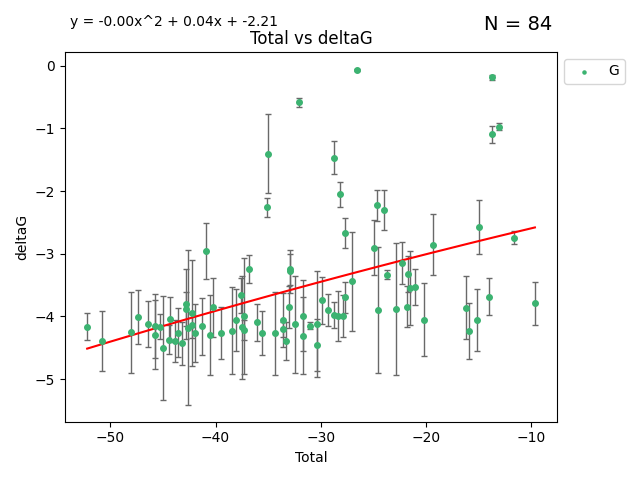 y = -0.00x^2 + 0.04x + -2.21
N = 84
Total vs deltaG
G
deltaG
0
−1
−2
−3
−4
−5
−50 −40 −30 −20 −10
Total